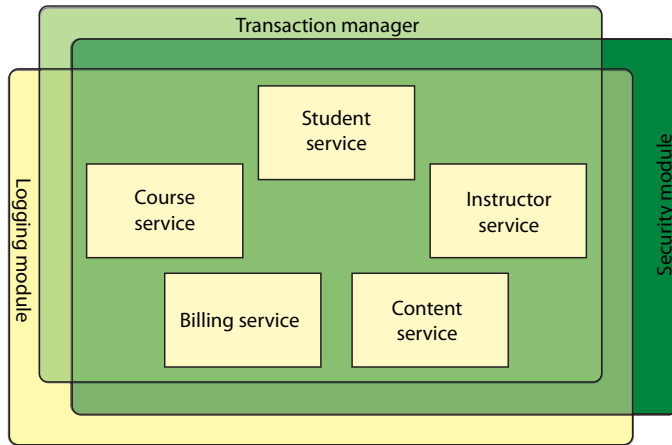 Transaction manager
Student
service
Course
service
Instructor
service
Billing service
Content
service
Logging module
Security module